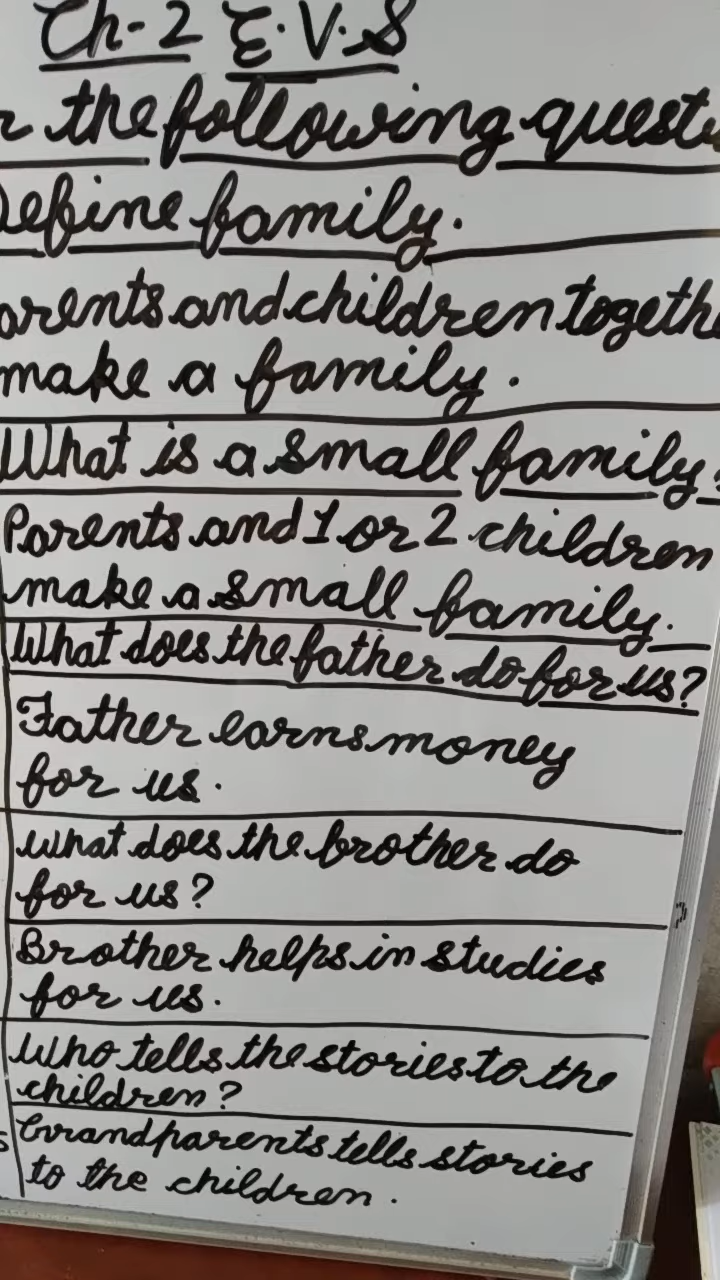 Ch-2 E.V.S
r the following questi
Define family.
arents and children togethe
make a family.
What is a small family?
Parents and 1 or 2 children
make a small family.
What does the father do for us?
Father earns money
for us.
What does the brother do
for us?
Brother helps in studies
for us.
Who tells the stories to the
children?
s Grandparents tells stories
to the children.